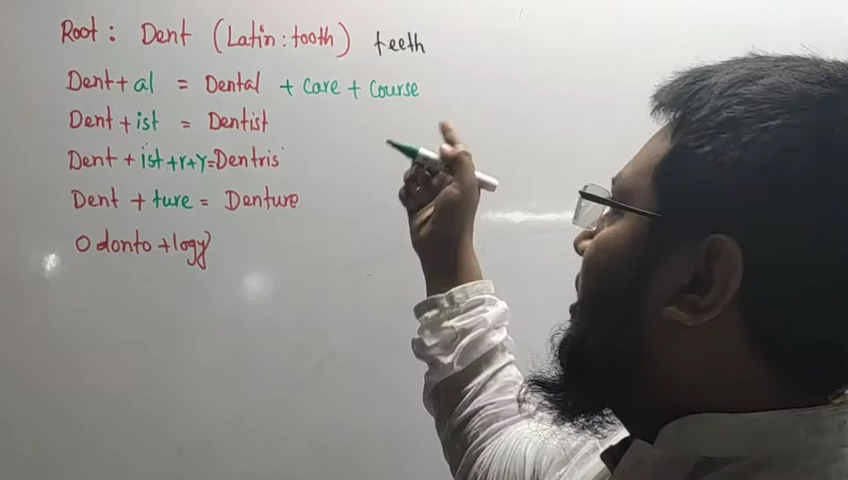 Root: Dent (Latin: tooth) teeth
Dent+al = Dental + care + Course
Dent+ist = Dentist
Dent+ist+r+y=Dentris
Dent + ture = Denture
Odonto +logy